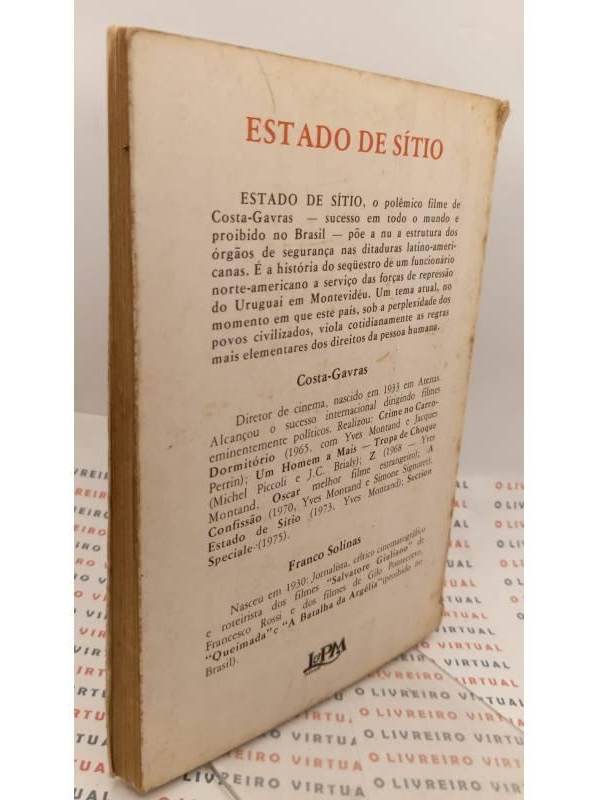 ESTADO DE SÍTIO
ESTADO DE SÍTIO, o polêmico filme de
Costa-Gavras — sucesso em todo o mundo e
proibido no Brasil — põe a nu a estrutura dos
órgãos de segurança nas ditaduras latino-ameri-
canas. É a história do seqüestro de um funcionário
norte-americano a serviço das forças de repressão
do Uruguai em Montevidéu. Um tema atual, no
momento em que este país, sob a perplexidade dos
povos civilizados, viola cotidianamente as regras
mais elementares dos direitos da pessoa humana.
Costa-Gavras
Diretor de cinema, nascido em 1933 em Atenas.
Alcançou o sucesso internacional dirigindo filmes
eminentemente políticos. Realizou: Crime no Carro-
Dormitório (1965, com Yves Montand e Jacques
Perrin); Um Homem a Mais — Tropa de Choque
(Michel Piccoli e J.C. Brialy); Z (1968 — Yves
Montand, Oscar melhor filme estrangeiro); A
Confissão (1970, Yves Montand e Simone Signoret);
Estado de Sítio (1973, Yves Montand); Section
Speciale (1975).
Franco Solinas
Nasceu em 1930: Jornalista, crítico cinematográfico
e roteirista dos filmes "Salvatore Giuliano" de
Francesco Rossi e dos filmes de Gilo Pontecorvo,
"Queimada" e "A Batalha da Argélia" (proibido no
Brasil).
L&PM
O LIVREIRO VIRTUAL